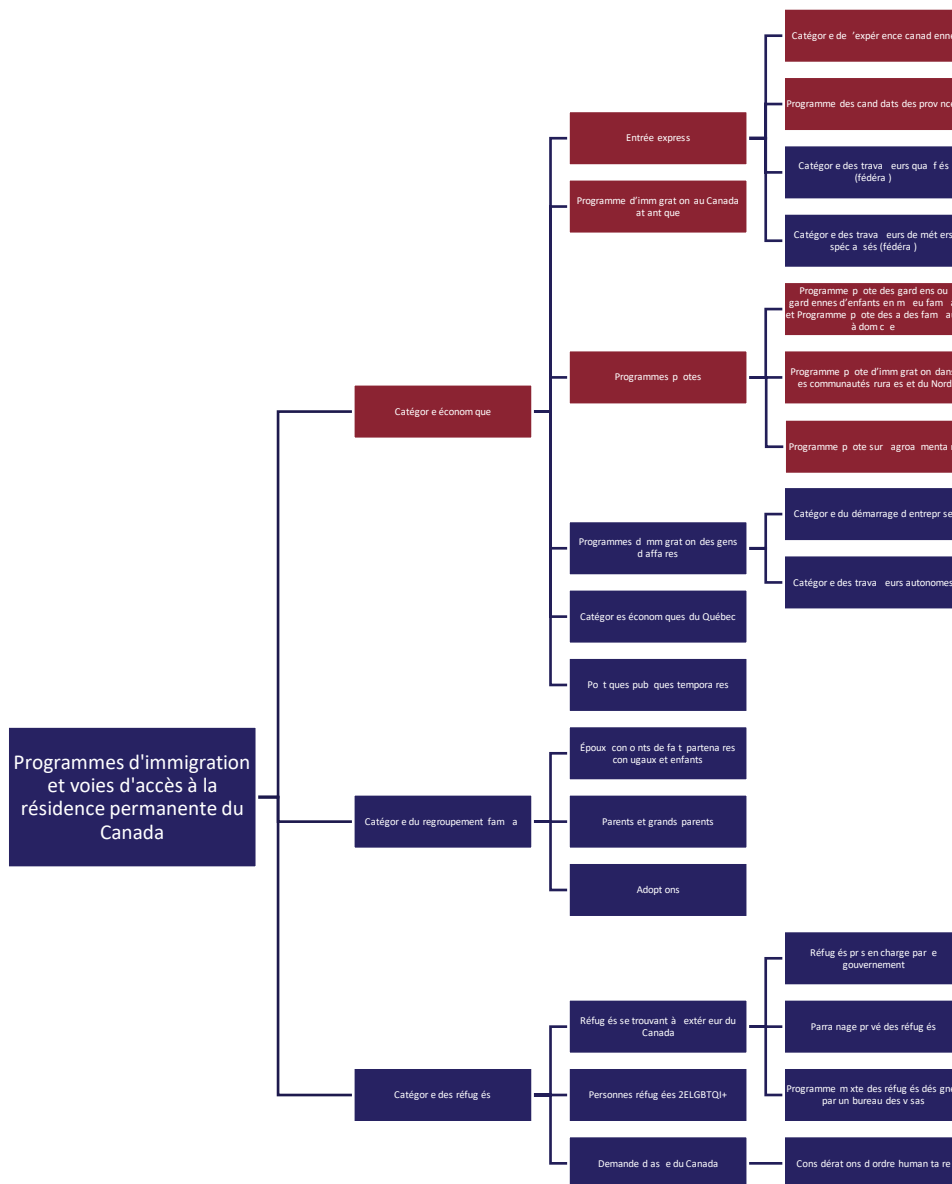 Programmes d'immigration
et voies d'accès à la
résidence permanente du
Canada
Catégor e économ que
Entrée express
Catégor e de 'expér ence canad enne
Programme des cand dats des prov nce
Catégor e des trava eurs qua f és
(fédéra )
Catégor e des trava eurs de mét ers
spéc a sés (fédéra )
Programme d'imm grat on au Canada
at ant que
Programmes p otes
Programme p ote des gard ens ou
gard ennes d'enfants en m eu fam a
et Programme p ote des a des fam au
à dom c e
Programme p ote d'imm grat on dans
es communautés rura es et du Nord
Programme p ote sur agroa menta r
Programmes d mm grat on des gens
d affa res
Catégor e du démarrage d entrepr se
Catégor e des trava eurs autonomes
Catégor es économ ques du Québec
Po t ques pub ques tempora res
Catégor e du regroupement fam a
Époux con o nts de fa t partena res
con ugaux et enfants
Parents et grands parents
Adopt ons
Catégor e des réfug és
Réfug és se trouvant à extér eur du
Canada
Réfug és pr s en charge par e
gouvernement
Parra nage pr vé des réfug és
Programme m xte des réfug és dés gné
par un bureau des v sas
Personnes réfug ées 2ELGBTQI+
Demande d as e du Canada
Cons dérat ons d ordre human ta re